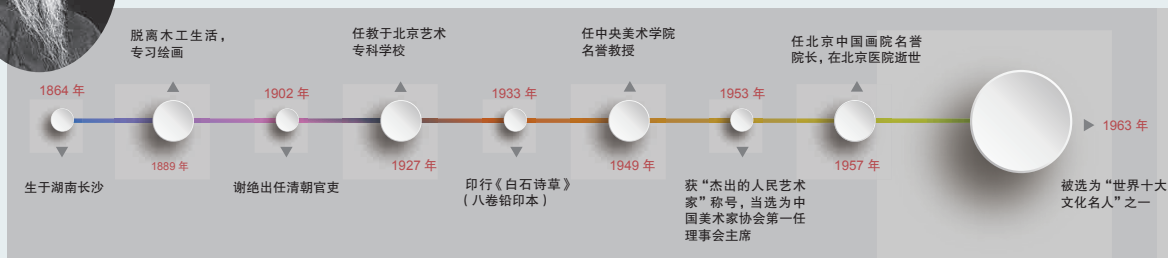 1864 年
生于湖南长沙
脱离木工生活，
专习绘画
1889 年
1902 年
谢绝出任清朝官吏
任教于北京艺术
专科学校
1927 年
1933 年
印行《白石诗草》
（八卷铅印本）
任中央美术学院
名誉教授
1949 年
1953 年
获“杰出的人民艺术
家”称号，当选为中
国美术家协会第一任
理事会主席
任北京中国画院名誉
院长，在北京医院逝世
1957 年
1963 年
被选为“世界十大
文化名人”之一